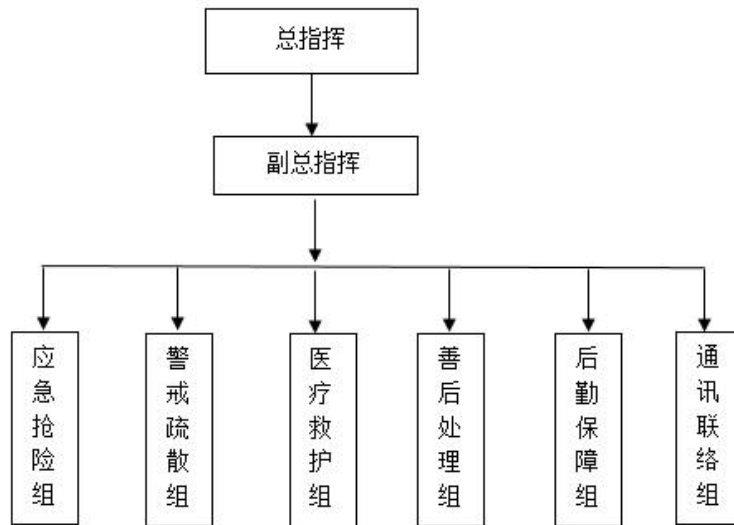 总指挥
副总指挥
应急抢险组
警戒疏散组
医疗救护组
善后处理组
后勤保障组
通讯联络组